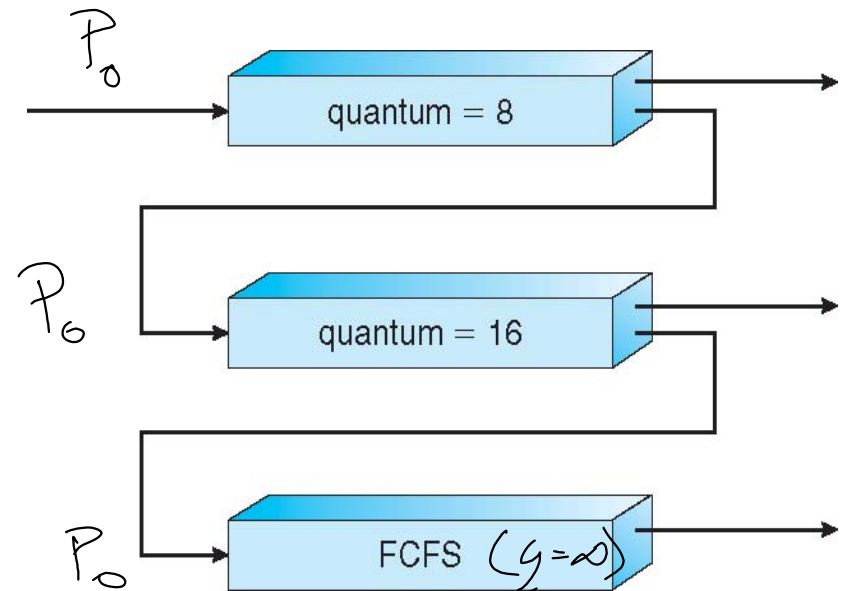 P₀
quantum = 8
P₀
quantum = 16
P₀
FCFS (q=∞)